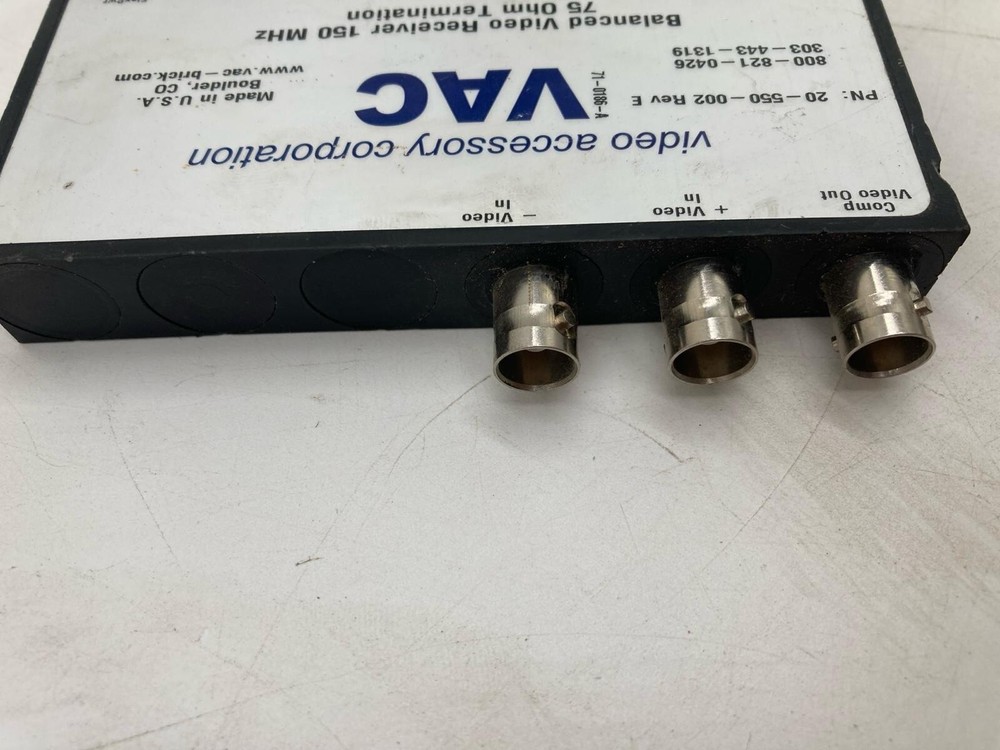 Comp
Video Out
+ Video
In
− Video
In
video accessory corporation
PN: 20−550−002 Rev E
71−0186−A
VAC
Made in U.S.A.
Boulder, CO
www.vac−brick.com
800−821−0426
303−443−1319
Balanced Video Receiver 150 MHz
75 Ohm Termination